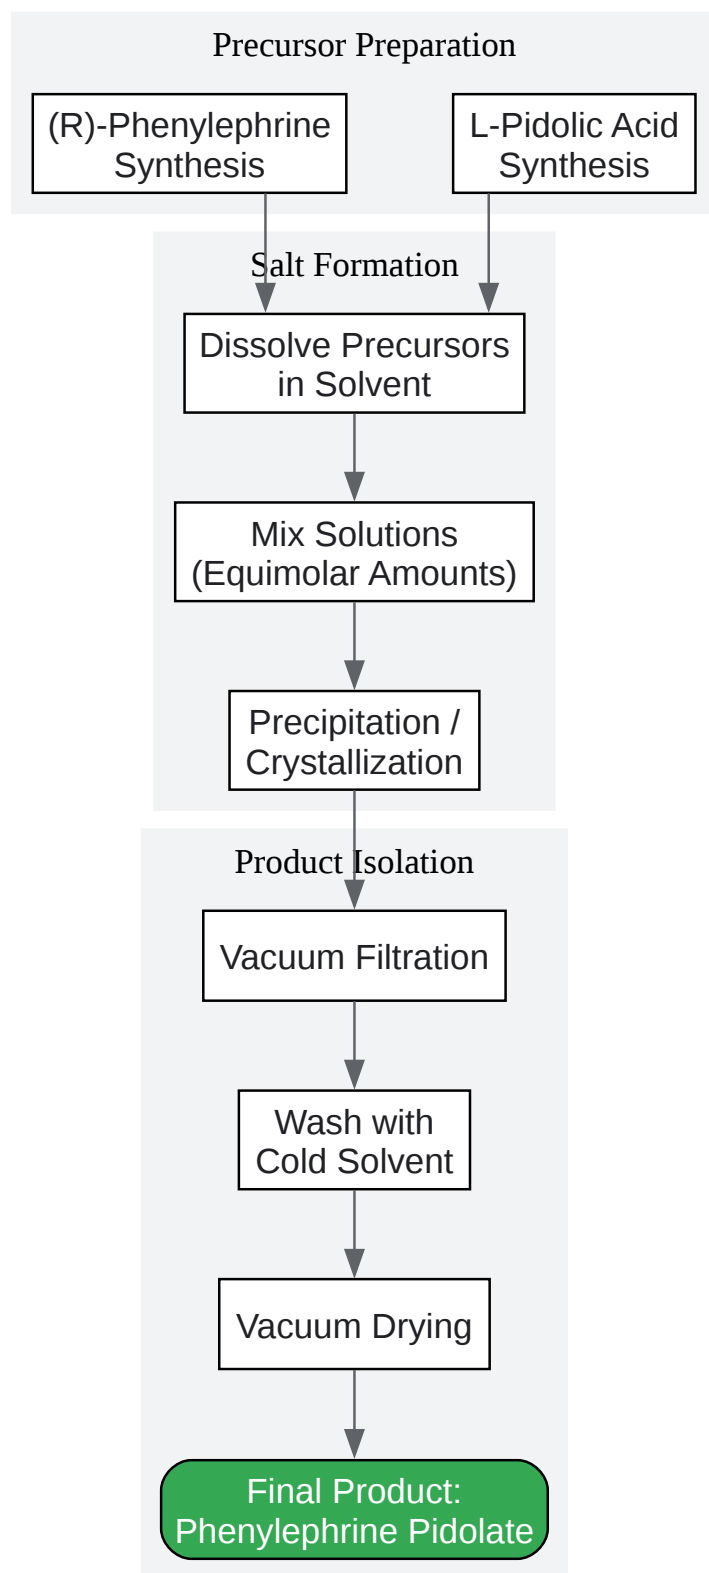 Precursor Preparation
(R)-Phenylephrine
Synthesis
L-Pidolic Acid
Synthesis
Salt Formation
Dissolve Precursors
in Solvent
Mix Solutions
(Equimolar Amounts)
Precipitation /
Crystallization
Product Isolation
Vacuum Filtration
Wash with
Cold Solvent
Vacuum Drying
Final Product:
Phenylephrine Pidolate